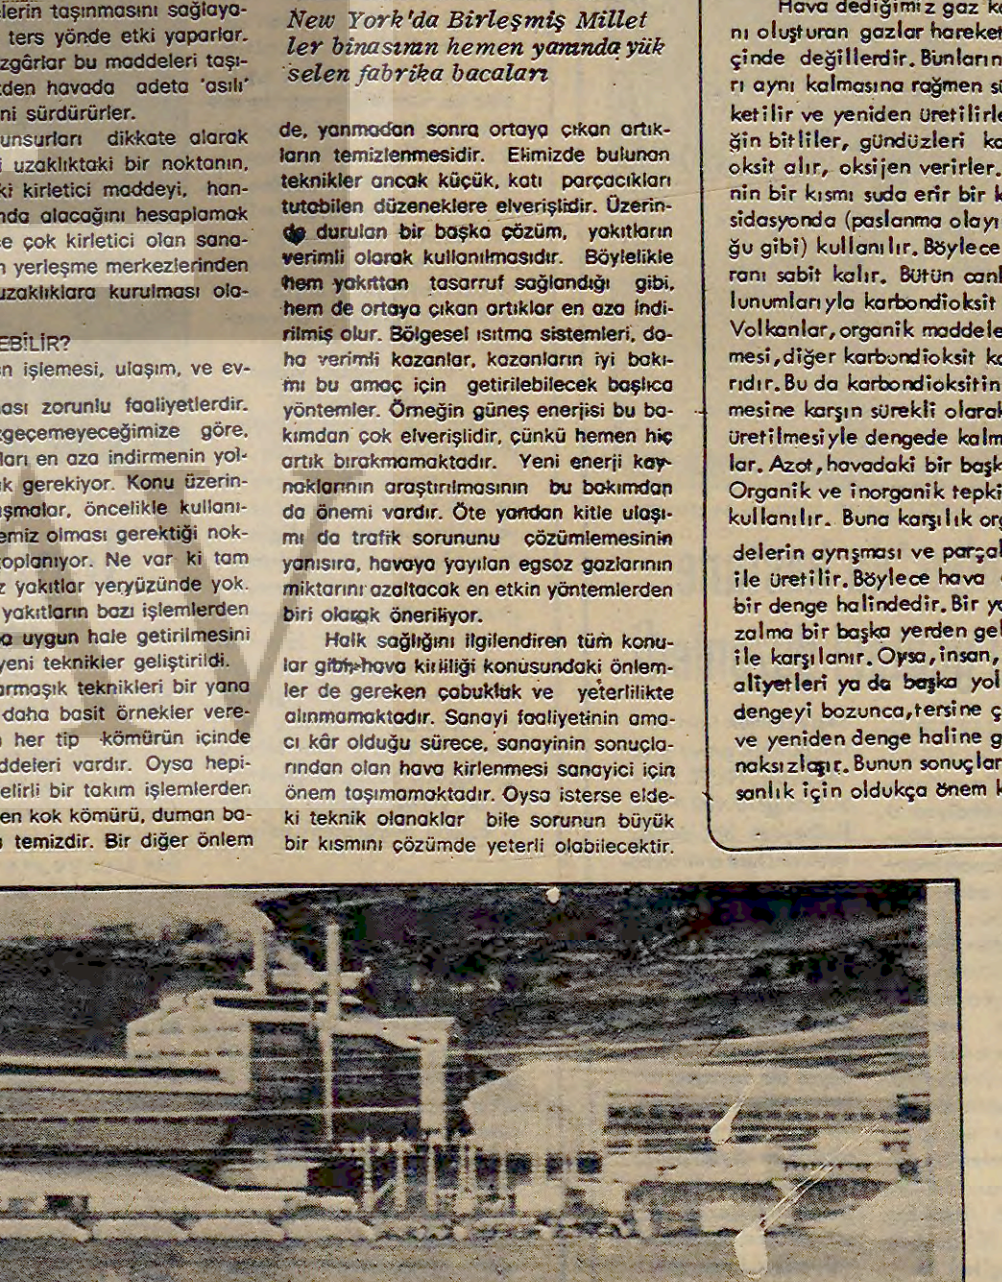 lerin taşınmasını sağlaya-
ters yönde etki yaparlar.
zgârlar bu maddeleri taşı-
den havada adeta 'asılı'
ni sürdürürler.
unsurları dikkate alarak
i uzaklıktaki bir noktanın,
ki kirletici maddeyi, han-
nda alacağını hesaplamak
e çok kirletici olan sana-
n yerleşme merkezlerinden
uzaklıklara kurulması ola-
EBİLİR?
n işlemesi, ulaşım, ve ev-
ası zorunlu faaliyetlerdir.
zgeçemeyeceğimize göre,
ları en aza indirmenin yol-
k gerekiyor. Konu üzerin-
ışmalar, öncelikle kullanı-
emiz olması gerektiği nok-
oplanıyor. Ne var ki tam
z yakıtlar yeryüzünde yok.
yakıtların bazı işlemlerden
a uygun hale getirilmesini
yeni teknikler geliştirildi.
armaşık teknikleri bir yana
daha basit örnekler vere-
her tip kömürün içinde
ddeleri vardır. Oysa hepi-
elirli bir takım işlemlerden
en kok kömürü, duman ba-
temizdir. Bir diğer önlem
New York'da Birleşmiş Millet
ler binasının hemen yanında yük
selen fabrika bacaları
de, yanmadan sonra ortaya çıkan artık-
ların temizlenmesidir. Elimizde bulunan
teknikler ancak küçük, katı parçacıkları
tutabilen düzeneklere elverişlidir. Üzerin-
de durulan bir başka çözüm, yakıtların
verimli olarak kullanılmasıdır. Böylelikle
hem yakıttan tasarruf sağlandığı gibi,
hem de ortaya çıkan artıklar en aza indi-
rilmiş olur. Bölgesel ısıtma sistemleri, da-
ha verimli kazanlar, kazanların iyi bakı-
mı bu amaç için getirilebilecek başlıca
yöntemler. Örneğin güneş enerjisi bu ba-
kımdan çok elverişlidir, çünkü hemen hiç
artık bırakmamaktadır. Yeni enerji kay-
naklarının araştırılmasının bu bakımdan
da önemi vardır. Öte yandan kitle ulaşı-
mı da trafik sorununu çözümlemesinin
yanısıra, havaya yayılan egsoz gazlarının
miktarını azaltacak en etkin yöntemlerden
biri olarak öneriliyor.
Halk sağlığını ilgilendiren tüm konu-
lar gibi hava kirliliği konusundaki önlem-
ler de gereken çabukluk ve yeterlilikte
alınmamaktadır. Sanayi faaliyetinin ama-
cı kâr olduğu sürece, sanayinin sonuçla-
rından olan hava kirlenmesi sanayici için
önem taşımamaktadır. Oysa isterse elde-
ki teknik olanaklar bile sorunun büyük
bir kısmını çözümde yeterli olabilecektir.
Hava dediğimiz gaz ka
nı oluşturan gazlar hareket
çinde değillerdir. Bunların
rı aynı kalmasına rağmen sü
ketilir ve yeniden üretilirle
ğin bitliler, gündüzleri ka
oksit alır, oksijen verirler.
nin bir kısmı suda erir bir k
sidasyonda (paslanma olayı
ğu gibi) kullanılır. Böylece
ranı sabit kalır. Bütün canl
lunumlarıyla karbondioksit
Volkanlar, organik maddele
mesi, diğer karbondioksit ka
rıdır. Bu da karbondioksitin
mesine karşın sürekli olarak
üretilmesiyle dengede kalm
lar. Azot, havadaki bir başk
Organik ve inorganik tepki
kullanılır. Buna karşılık org
delerin ayrışması ve parçal
ile üretilir. Böylece hava
bir denge halindedir. Bir ye
zalma bir başka yerden gel
ile karşılanır. Oysa, insan,
aliyetleri ya da başka yol
dengeyi bozunca, tersine ç
ve yeniden denge haline g
naksızlaşır. Bunun sonuçlar
sanlık için oldukça önem k